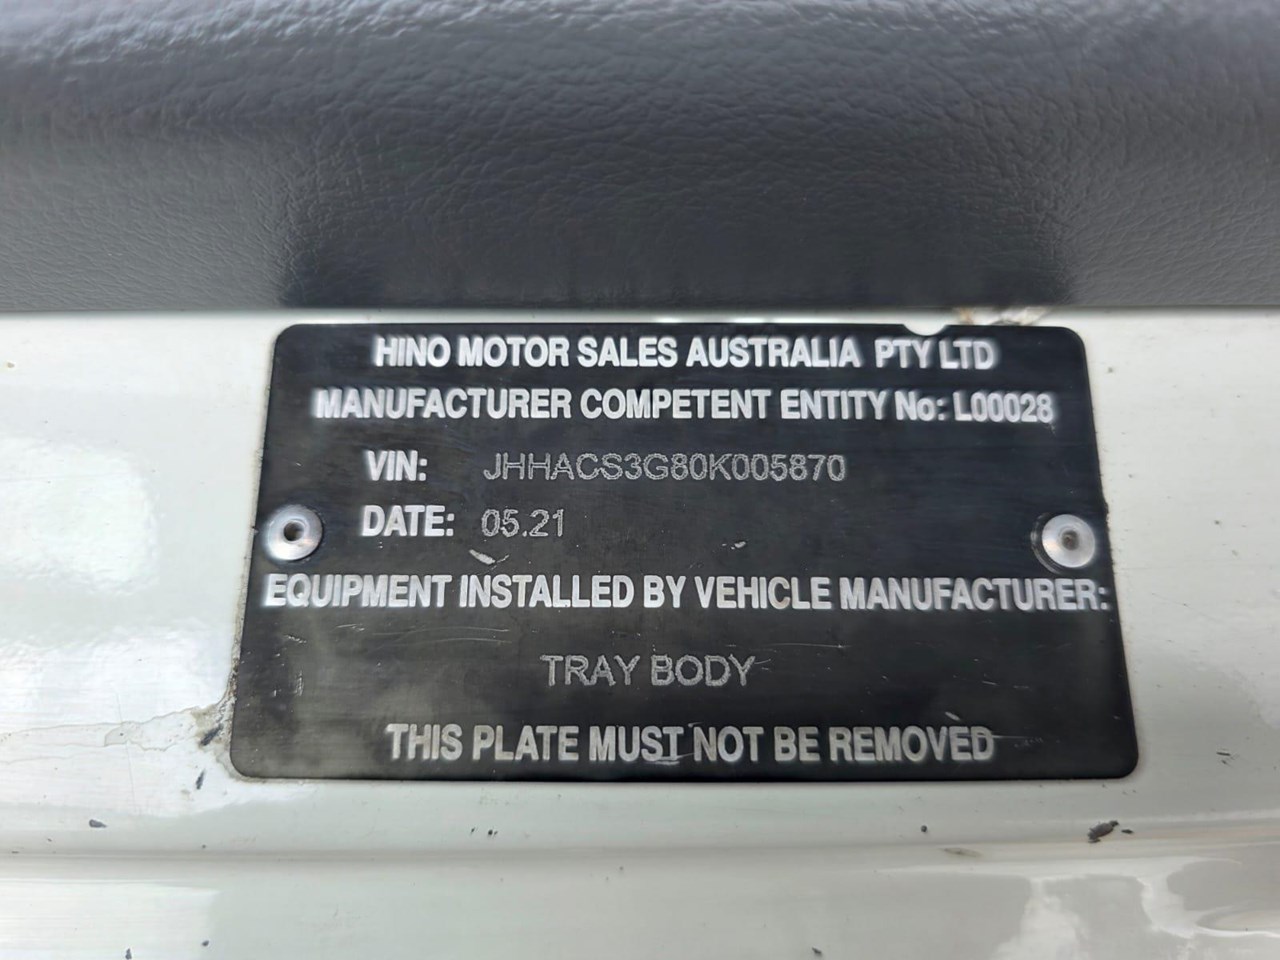 HINO MOTOR SALES AUSTRALIA PTY LTD
MANUFACTURER COMPETENT ENTITY No: L00028
VIN: JHHACS3G80K005870
DATE: 05.21
EQUIPMENT INSTALLED BY VEHICLE MANUFACTURER:
TRAY BODY
THIS PLATE MUST NOT BE REMOVED